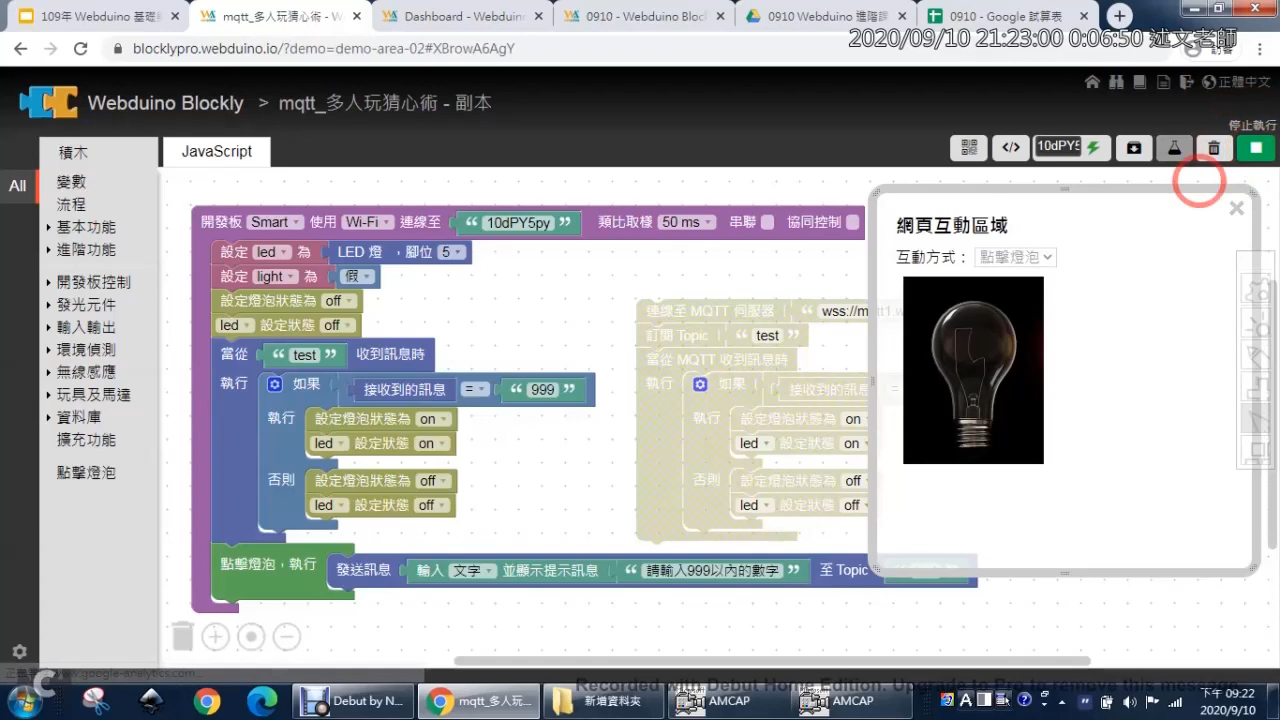 109年 Webduino 基礎
mqtt_多人玩猜心術 -
Dashboard - Webduin
0910 - Webduino Bloc
0910 Webduino 進階課
0910 - Google 試算表
blocklypro.webduino.io/?demo=demo-area-02#XBrowA6AgY
2020/09/10 21:23:00 0:06:50 述文老師
訪客
Webduino Blockly > mqtt_多人玩猜心術 - 副本
正體中文
停止執行
積木
JavaScript
10dPY5
All
變數
流程
基本功能
進階功能
開發板控制
發光元件
輸入輸出
環境偵測
無線感應
玩具及馬達
資料庫
擴充功能
點擊燈泡
開發板 Smart 使用 Wi-Fi 連線至 “ 10dPY5py ” 類比取樣 50 ms 串聯 協同控制
設定 led 為 LED 燈 ,腳位 5
設定 light 為 假
設定燈泡狀態為 off
led 設定狀態 off
當從 “ test ” 收到訊息時
執行 如果 接收到的訊息 = “ 999 ”
執行 設定燈泡狀態為 on
led 設定狀態 on
否則 設定燈泡狀態為 off
led 設定狀態 off
點擊燈泡,執行 發送訊息 輸入 文字 並顯示提示訊息 “ 請輸入999以內的數字 ” 至 Topic
連線至 MQTT 伺服器 “ wss://mqtt1.w
訂閱 Topic “ test ”
當從 MQTT 收到訊息時
執行 如果 接收到的訊息 =
執行 設定燈泡狀態為 on
led 設定狀態 on
否則 設定燈泡狀態為 off
led 設定狀態 off
網頁互動區域
互動方式: 點擊燈泡
www.google-analytics.com...
Recorded with Debut Home Edition. Upgrade to Pro to remove this message.
Debut by N...
mqtt_多人玩...
新增資料夾
AMCAP
AMCAP
下午 09:22
2020/9/10